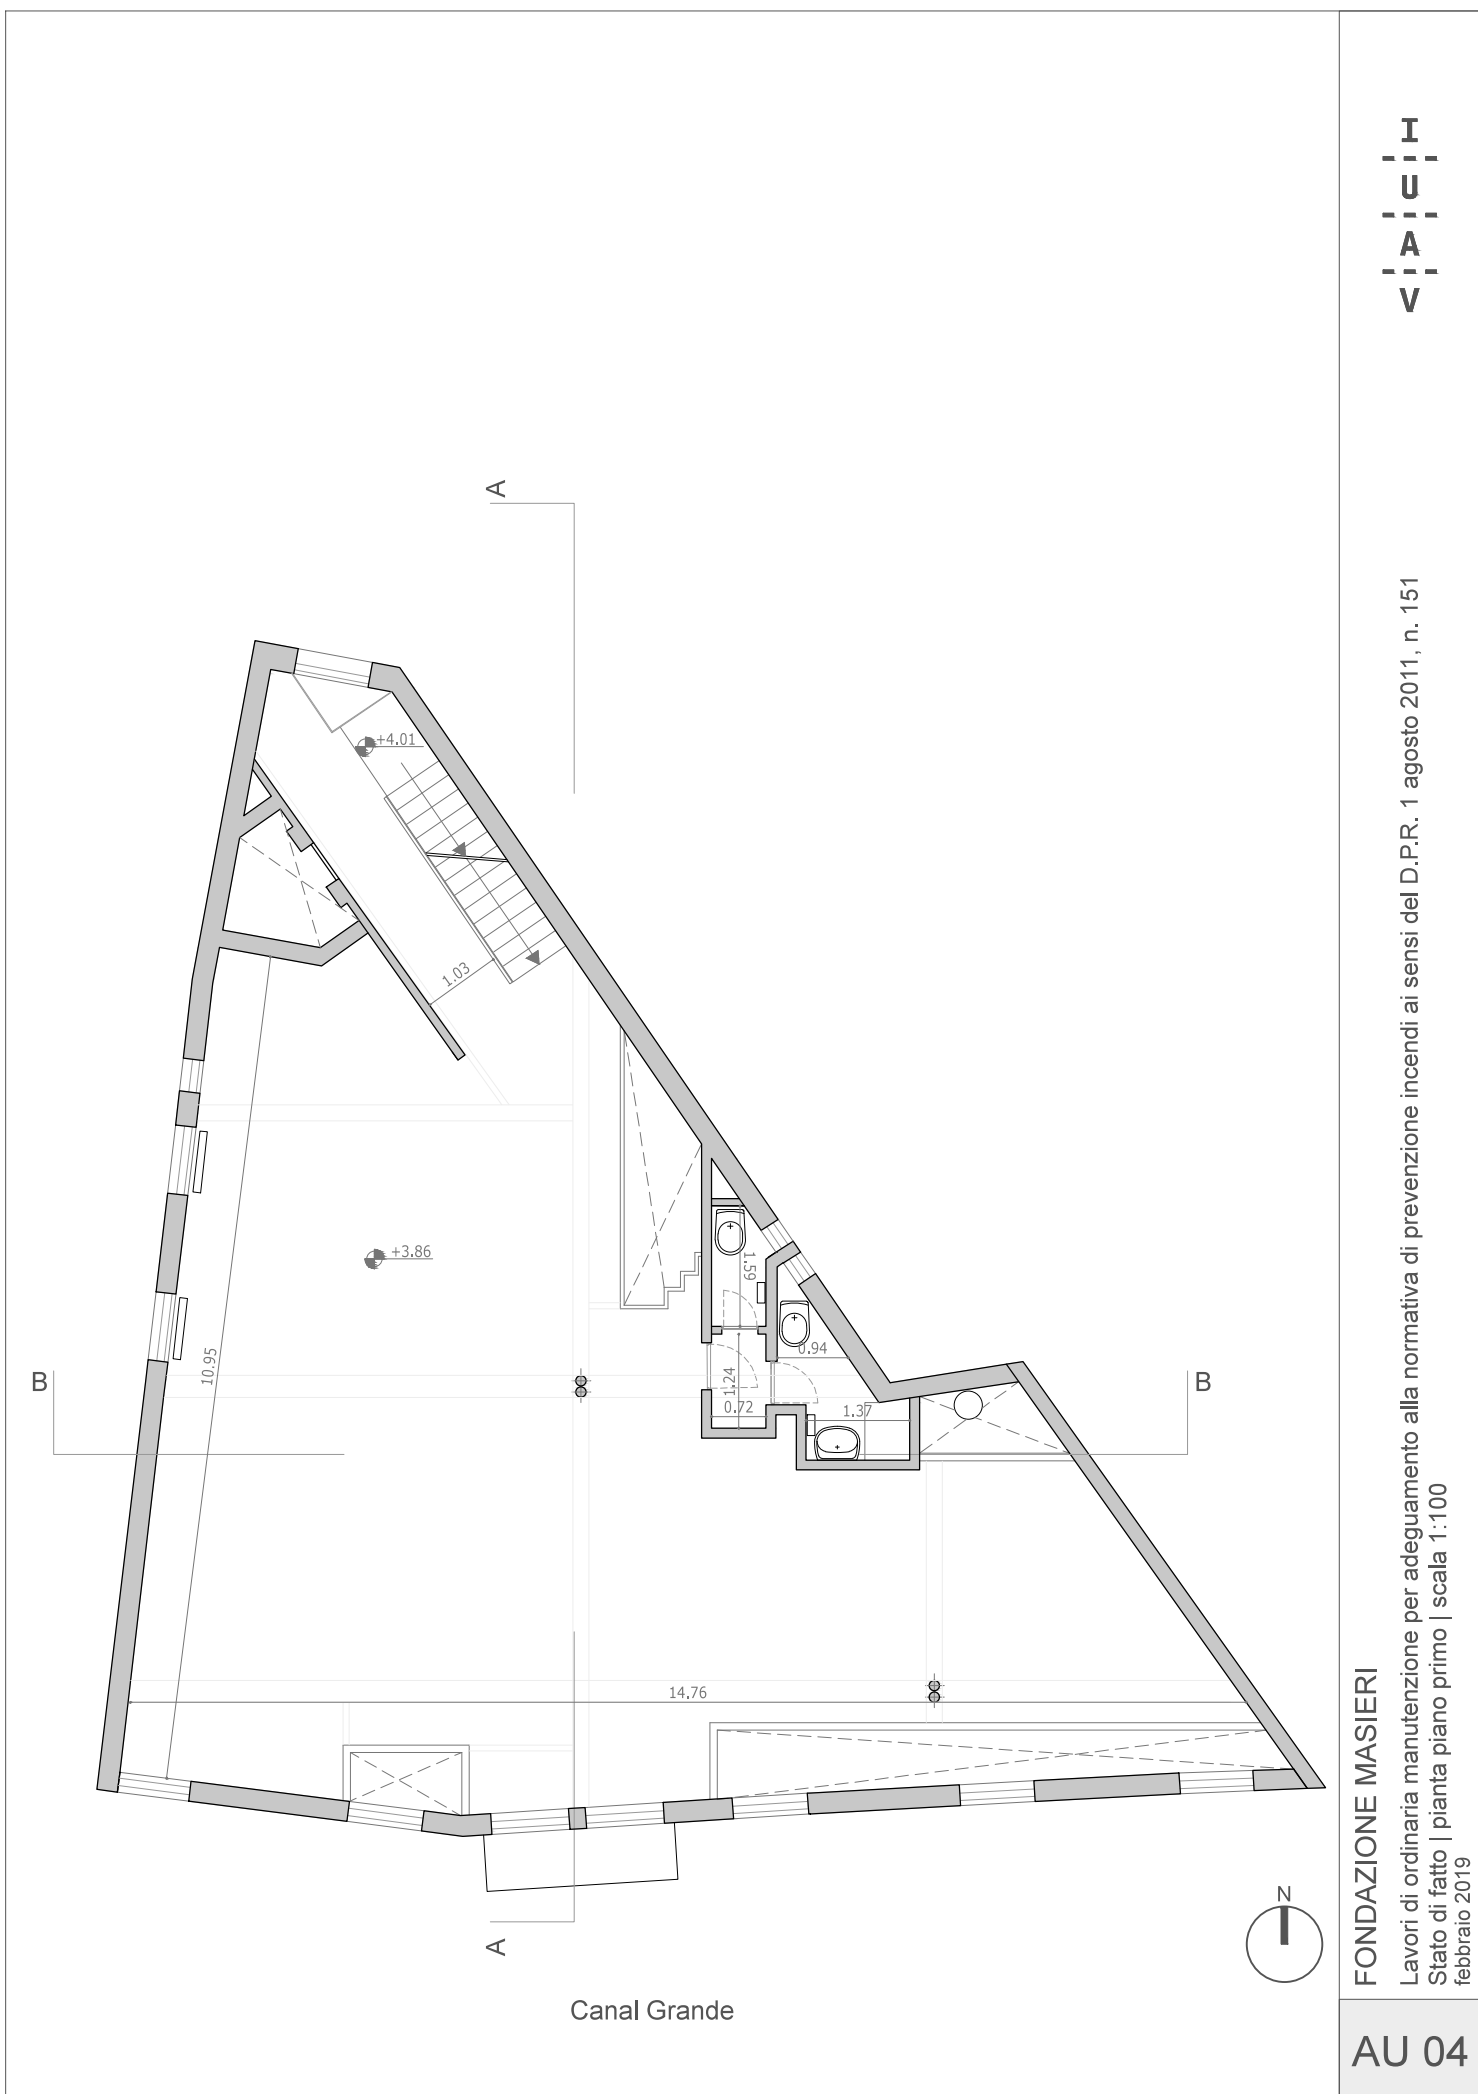 I
U
A
V
A
+4.01
1.03
+3.86
1.59
10.95
0.94
1.24
0.72
1.37
B
B
14.76
A
N
Canal Grande
FONDAZIONE MASIERI
Lavori di ordinaria manutenzione per adeguamento alla normativa di prevenzione incendi ai sensi del D.P.R. 1 agosto 2011, n. 151
Stato di fatto | pianta piano primo | scala 1:100
febbraio 2019
AU 04